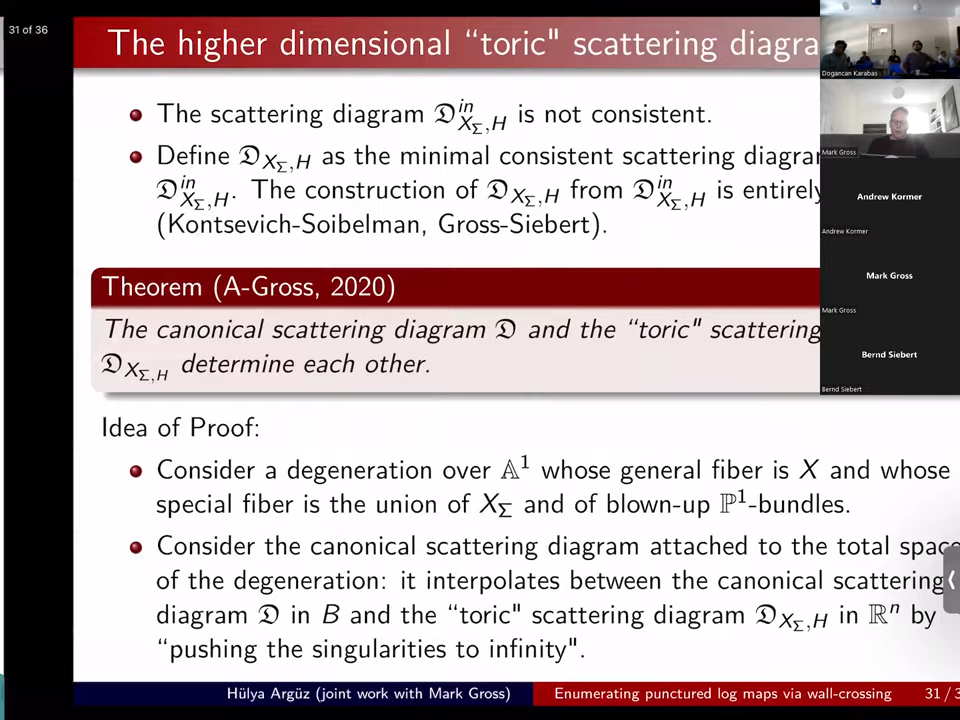 31 of 36
The higher dimensional “toric" scattering diagra
The scattering diagram 𝔇^{in}_{X_Σ,H} is not consistent.
Define 𝔇_{X_Σ,H} as the minimal consistent scattering diagram
𝔇^{in}_{X_Σ,H}. The construction of 𝔇_{X_Σ,H} from 𝔇^{in}_{X_Σ,H} is entirely
(Kontsevich-Soibelman, Gross-Siebert).
Theorem (A-Gross, 2020)
The canonical scattering diagram 𝔇 and the “toric" scattering
𝔇_{X_Σ,H} determine each other.
Idea of Proof:
Consider a degeneration over 𝔸¹ whose general fiber is X and whose
special fiber is the union of X_Σ and of blown-up ℙ¹-bundles.
Consider the canonical scattering diagram attached to the total space
of the degeneration: it interpolates between the canonical scattering
diagram 𝔇 in B and the “toric" scattering diagram 𝔇_{X_Σ,H} in ℝⁿ by
“pushing the singularities to infinity".
Hülya Argüz (joint work with Mark Gross)
Enumerating punctured log maps via wall-crossing
31 / 3
Dogancan Karabas
Mark Gross
Andrew Kormer
Andrew Kormer
Mark Gross
Mark Gross
Bernd Siebert
Bernd Siebert